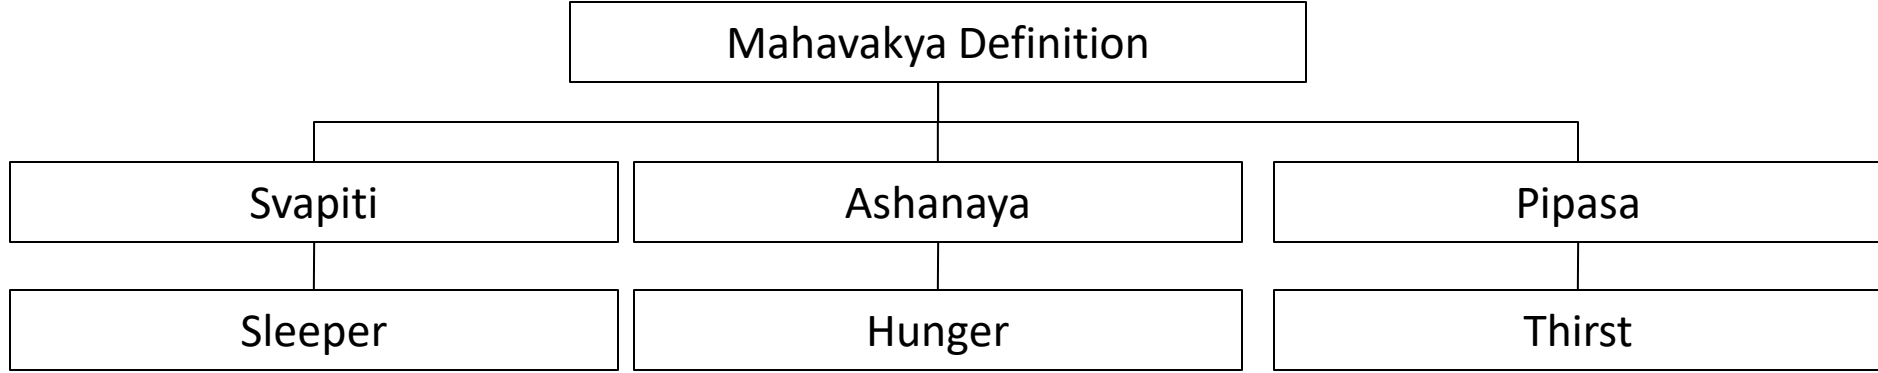 Mahavakya Definition
Svapiti
Ashanaya
Pipasa
Sleeper
Hunger
Thirst